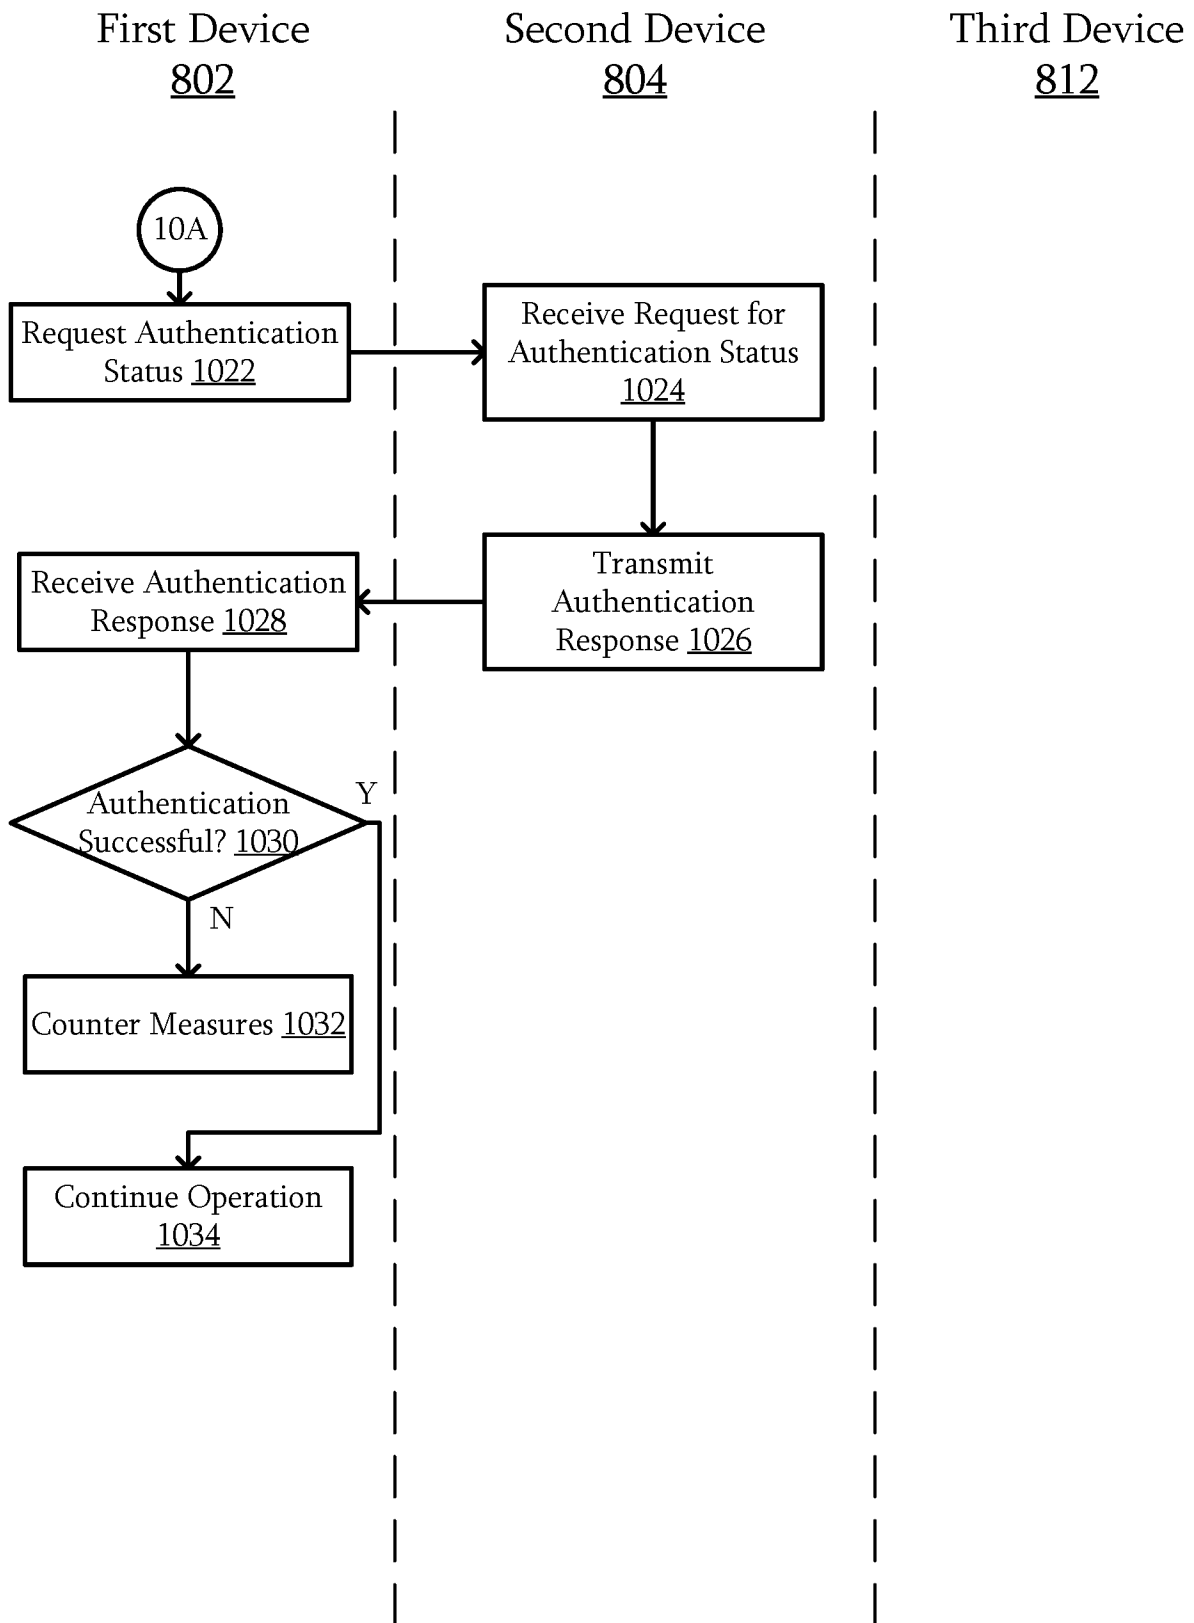 First Device
802
Second Device
804
Third Device
812
10A
Request Authentication
Status 1022
Receive Request for
Authentication Status
1024
Transmit
Authentication
Response 1026
Receive Authentication
Response 1028
Authentication
Successful? 1030
Y
N
Counter Measures 1032
Continue Operation
1034